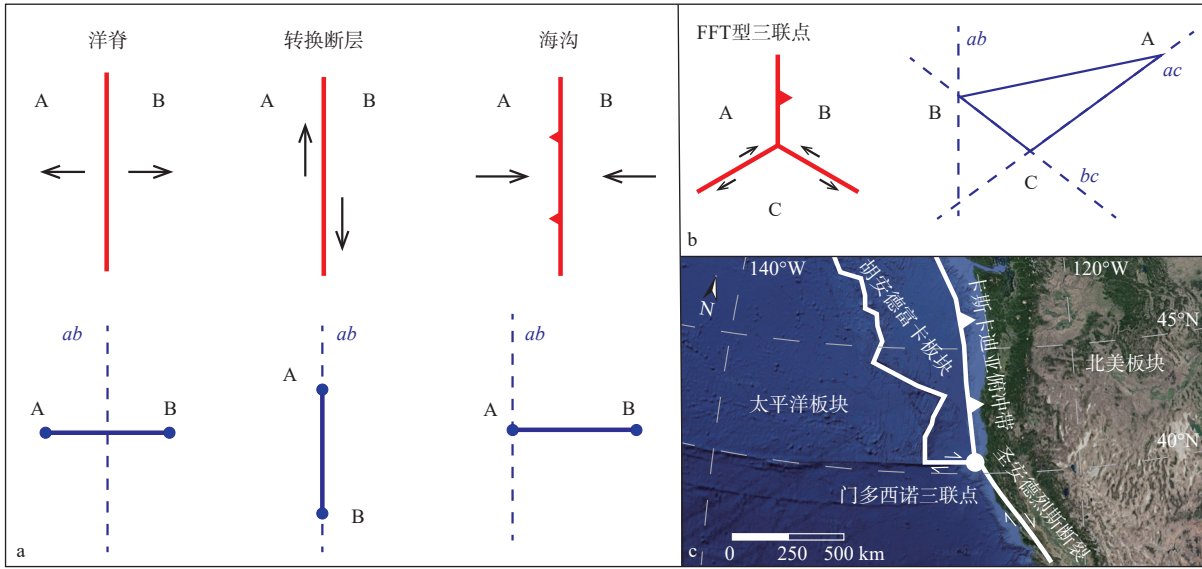 洋脊
转换断层
海沟
A
B
A
B
A
B
ab
ab
ab
A
B
A
B
A
B
a
FFT型三联点
A
B
C
ab
A
ac
B
C
bc
b
140°W
120°W
N
45°N
40°N
胡安德富卡板块
卡斯卡迪亚俯冲带
北美板块
太平洋板块
门多西诺三联点
圣安德烈斯断裂
0 250 500 km
c